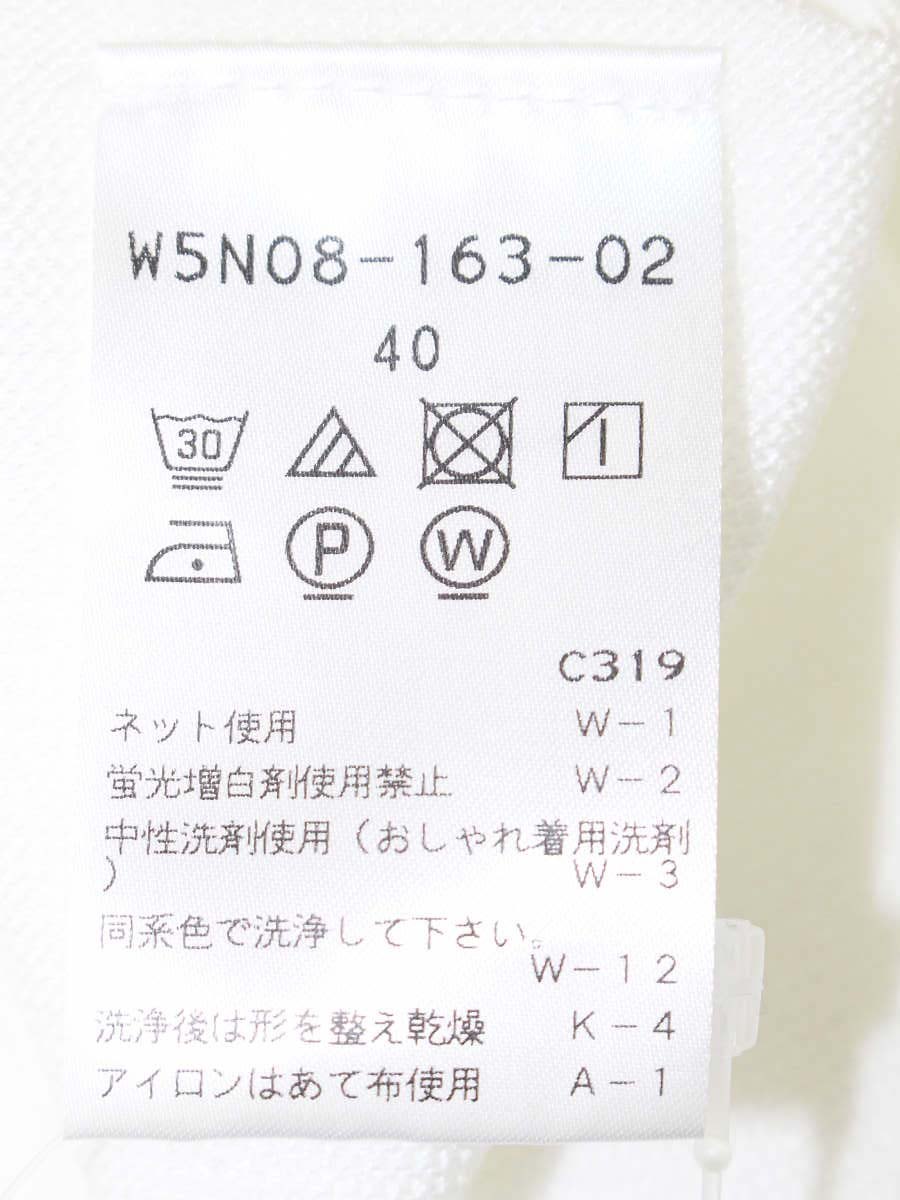 W5N08-163-02
40
30
P W
C319
ネット使用 W-1
蛍光増白剤使用禁止 W-2
中性洗剤使用(おしゃれ着用洗剤
) W-3
同系色で洗浄して下さい。
W-12
洗浄後は形を整え乾燥 K-4
アイロンはあて布使用 A-1